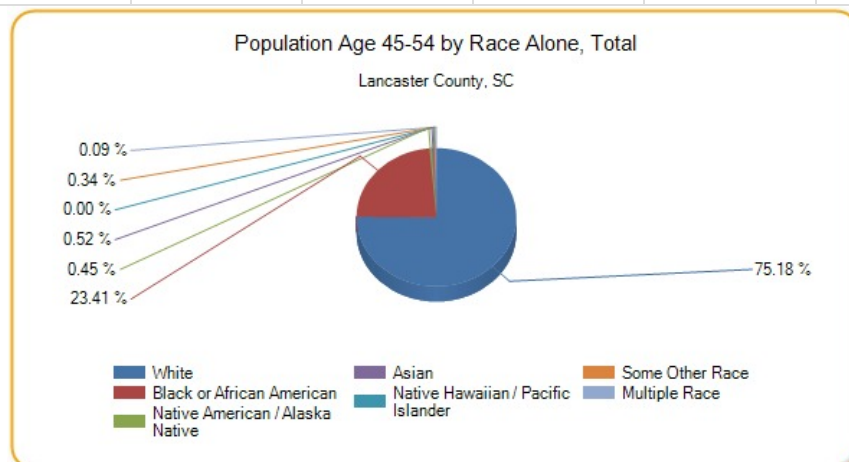 Population Age 45-54 by Race Alone, Total
Lancaster County, SC
0.09 %
0.34 %
0.00 %
0.52 %
0.45 %
23.41 %
75.18 %
White
Black or African American
Native American / Alaska
Native
Asian
Native Hawaiian / Pacific
Islander
Some Other Race
Multiple Race